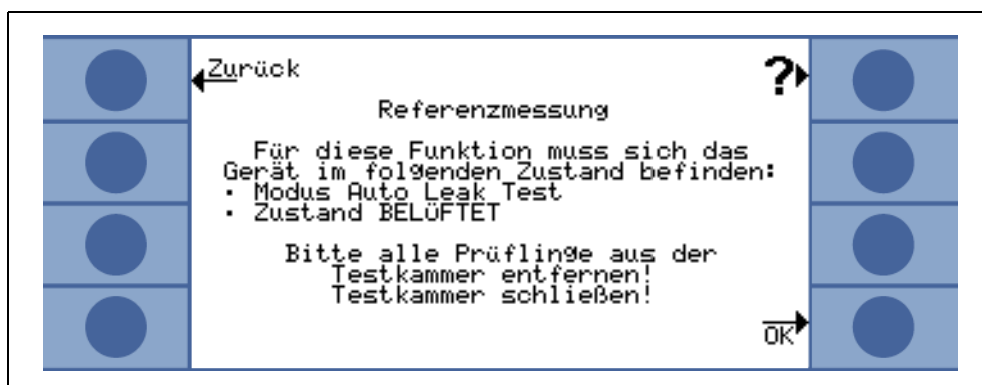 Zurück
?
Referenzmessung
Für diese Funktion muss sich das
Gerät im folgenden Zustand befinden:
· Modus Auto Leak Test
· Zustand BELÜFTET
Bitte alle Prüflinge aus der
Testkammer entfernen!
Testkammer schließen!
OK